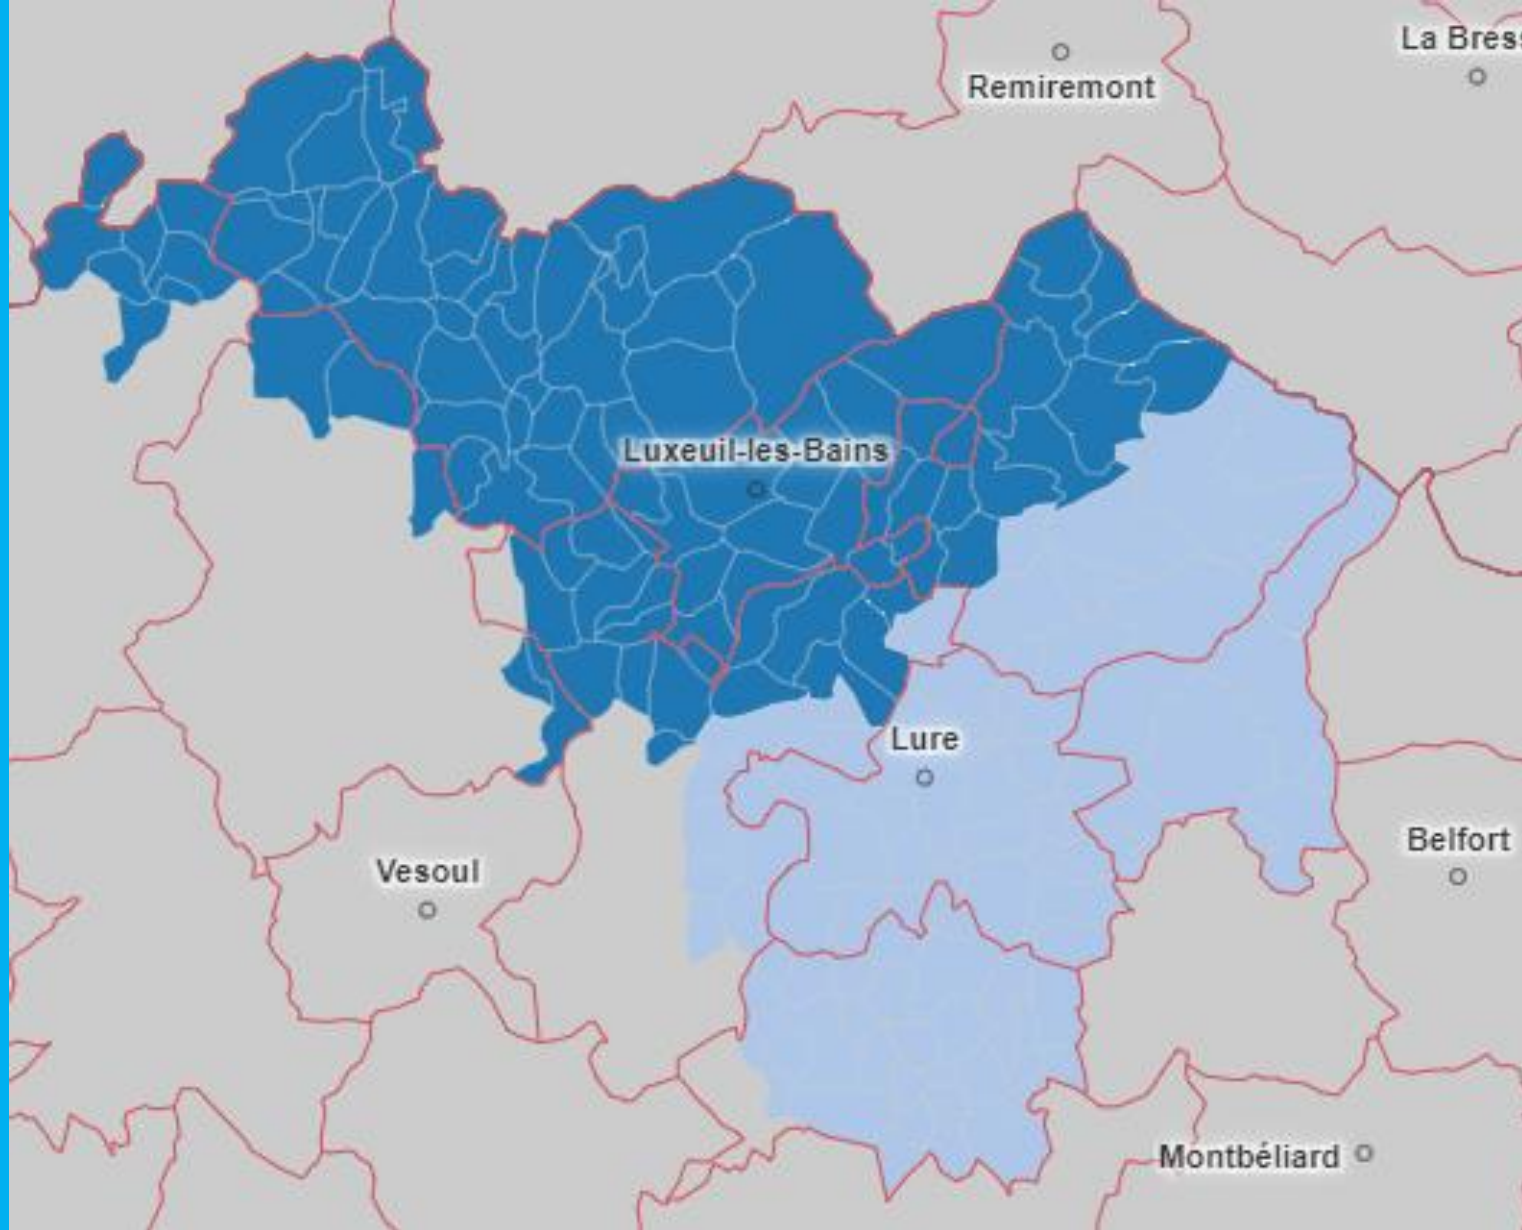 La Bress
Remiremont
Luxeuil-les-Bains
Lure
Belfort
Vesoul
Montbéliard